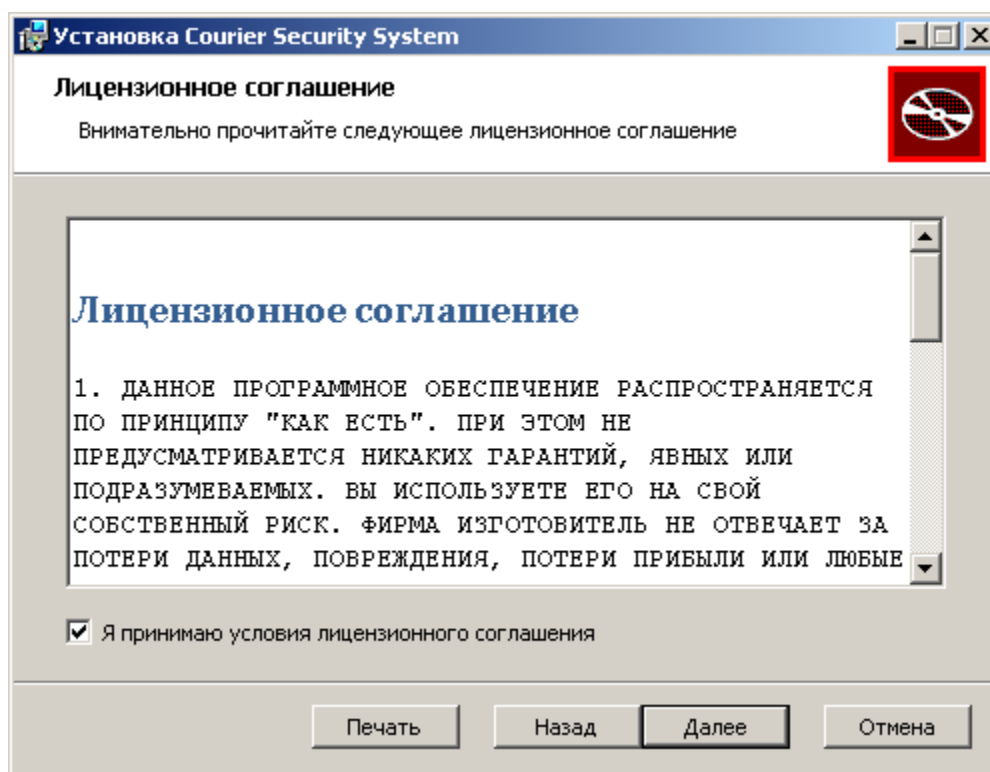 Установка Courier Security System
Лицензионное соглашение
Внимательно прочитайте следующее лицензионное соглашение
Лицензионное соглашение
1. ДАННОЕ ПРОГРАММНОЕ ОБЕСПЕЧЕНИЕ РАСПРОСТРАНЯЕТСЯ
ПО ПРИНЦИПУ "КАК ЕСТЬ". ПРИ ЭТОМ НЕ
ПРЕДУСМАТРИВАЕТСЯ НИКАКИХ ГАРАНТИЙ, ЯВНЫХ ИЛИ
ПОДРАЗУМЕВАЕМЫХ. ВЫ ИСПОЛЬЗУЕТЕ ЕГО НА СВОЙ
СОБСТВЕННЫЙ РИСК. ФИРМА ИЗГОТОВИТЕЛЬ НЕ ОТВЕЧАЕТ ЗА
ПОТЕРИ ДАННЫХ, ПОВРЕЖДЕНИЯ, ПОТЕРИ ПРИБЫЛИ ИЛИ ЛЮБЫЕ
Я принимаю условия лицензионного соглашения
Печать Назад Далее Отмена